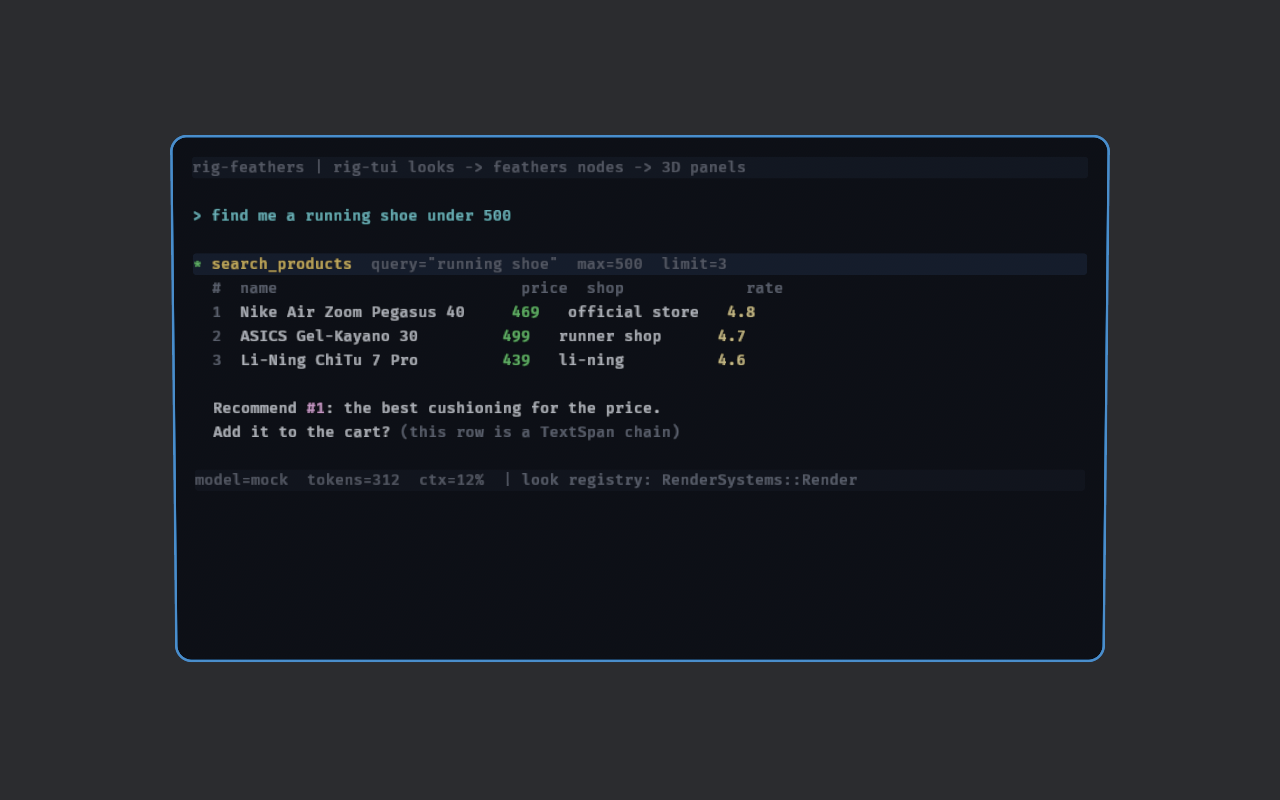 rig-feathers | rig-tui looks -> feathers nodes -> 3D panels
> find me a running shoe under 500
* search_products  query="running shoe"  max=500  limit=3
#  name                          price  shop             rate
1  Nike Air Zoom Pegasus 40     469   official store   4.8
2  ASICS Gel-Kayano 30         499   runner shop      4.7
3  Li-Ning ChiTu 7 Pro         439   li-ning          4.6
Recommend #1: the best cushioning for the price.
Add it to the cart? (this row is a TextSpan chain)
model=mock  tokens=312  ctx=12%  | look registry: RenderSystems::Render